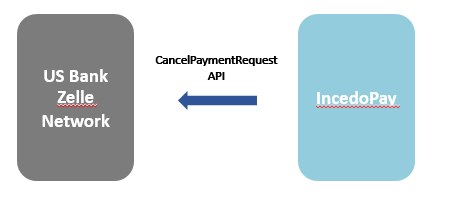 US Bank
Zelle
Network
CancelPaymentRequest
API
IncedoPay